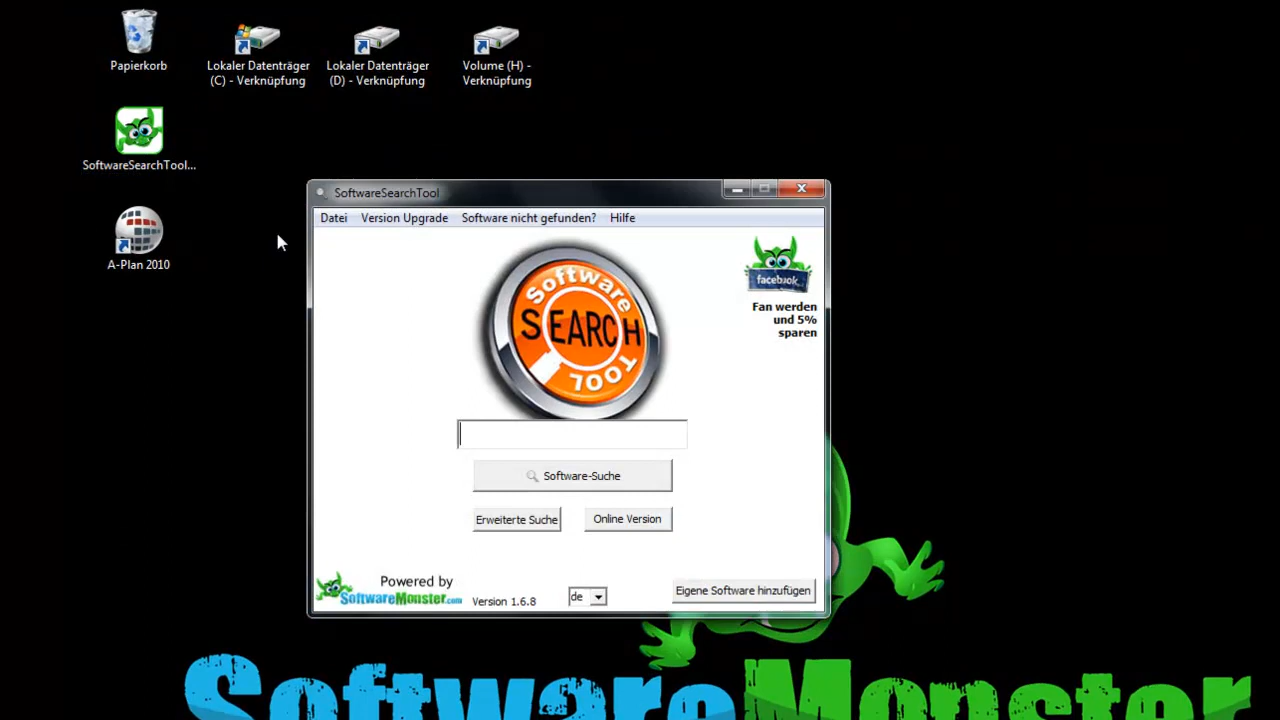 Papierkorb
Lokaler Datenträger
(C) - Verknüpfung
Lokaler Datenträger
(D) - Verknüpfung
Volume (H) -
Verknüpfung
SoftwareSearchTool...
A-Plan 2010
SoftwareSearchTool
Datei Version Upgrade Software nicht gefunden? Hilfe
Software
SEARCH
TOOL
facebook
Fan werden
und 5%
sparen
Software-Suche
Erweiterte Suche Online Version
Powered by
SoftwareMonster.com
Version 1.6.8
de
Eigene Software hinzufügen
SoftwareMonster